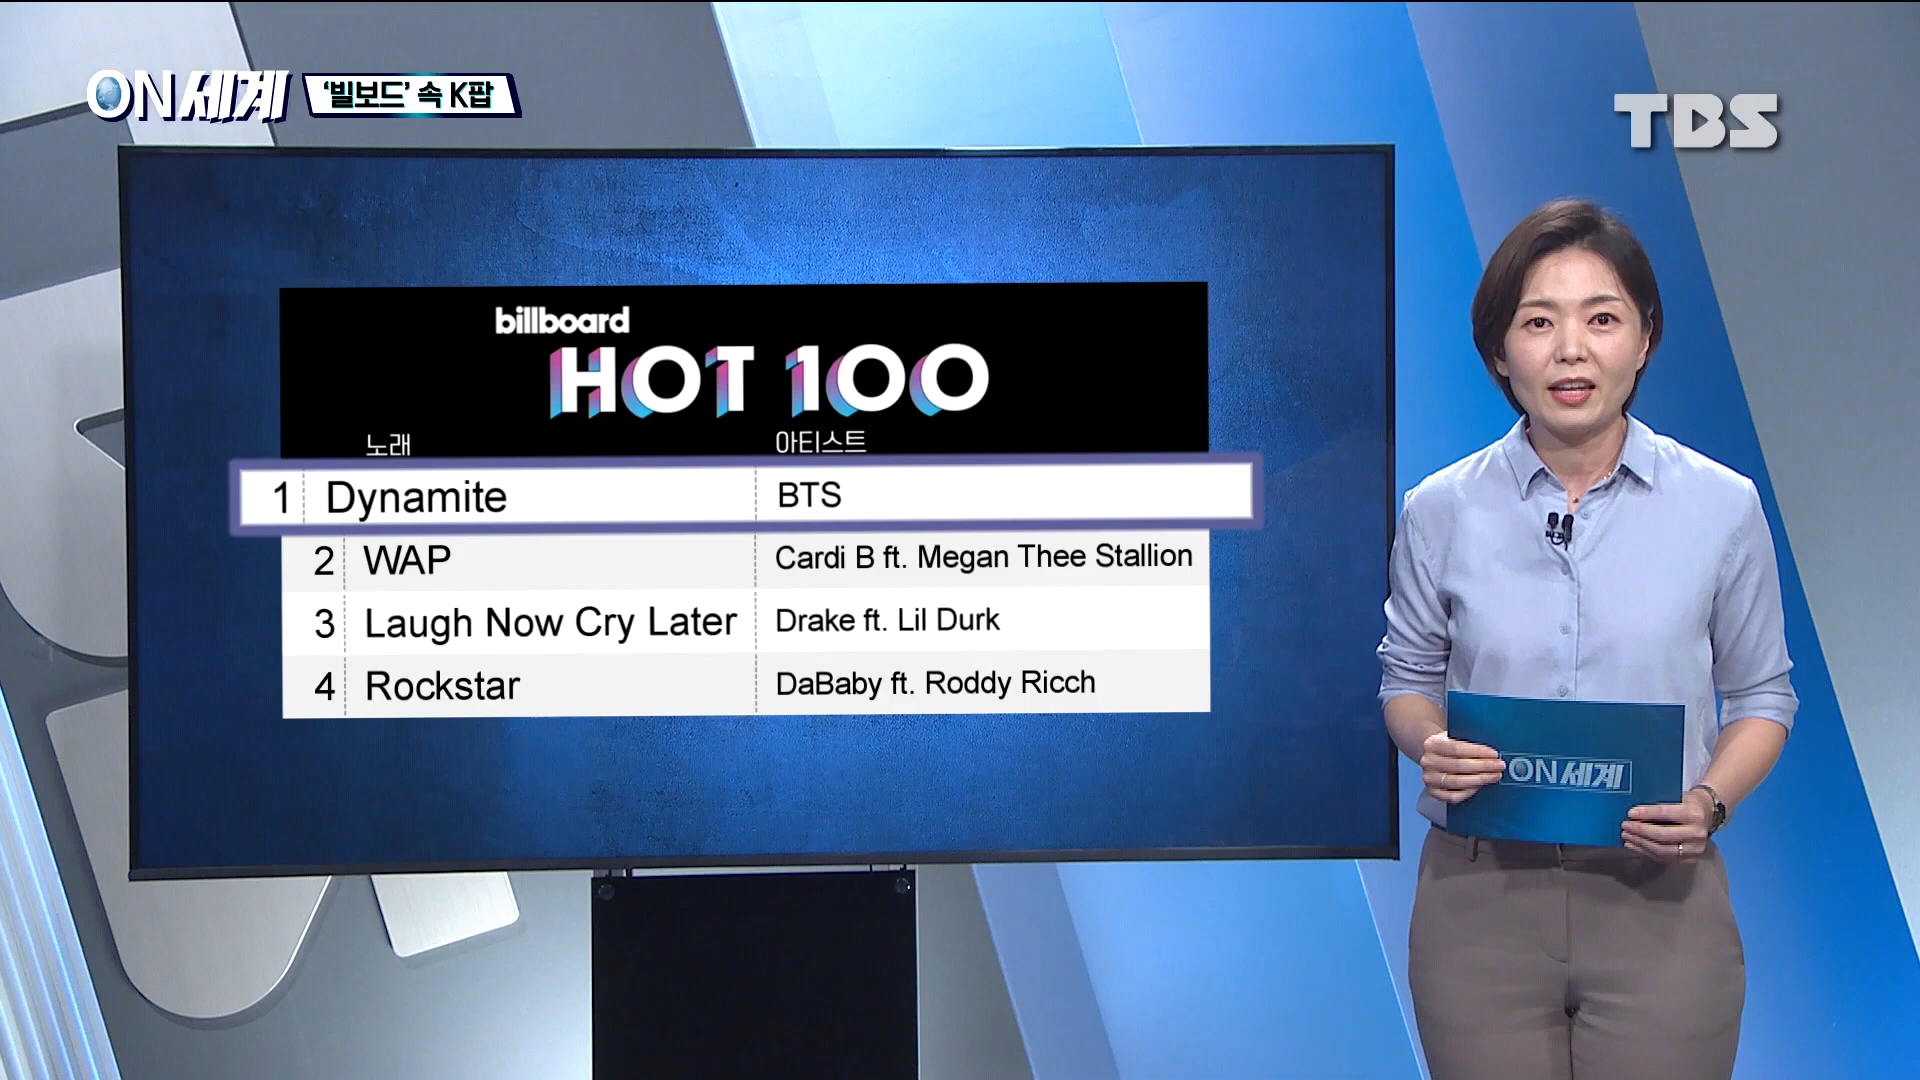 ON세계 '빌보드' 속 K팝
TBS
billboard
HOT 100
노래 아티스트
1 Dynamite BTS
2 WAP Cardi B ft. Megan Thee Stallion
3 Laugh Now Cry Later Drake ft. Lil Durk
4 Rockstar DaBaby ft. Roddy Ricch
ON세계